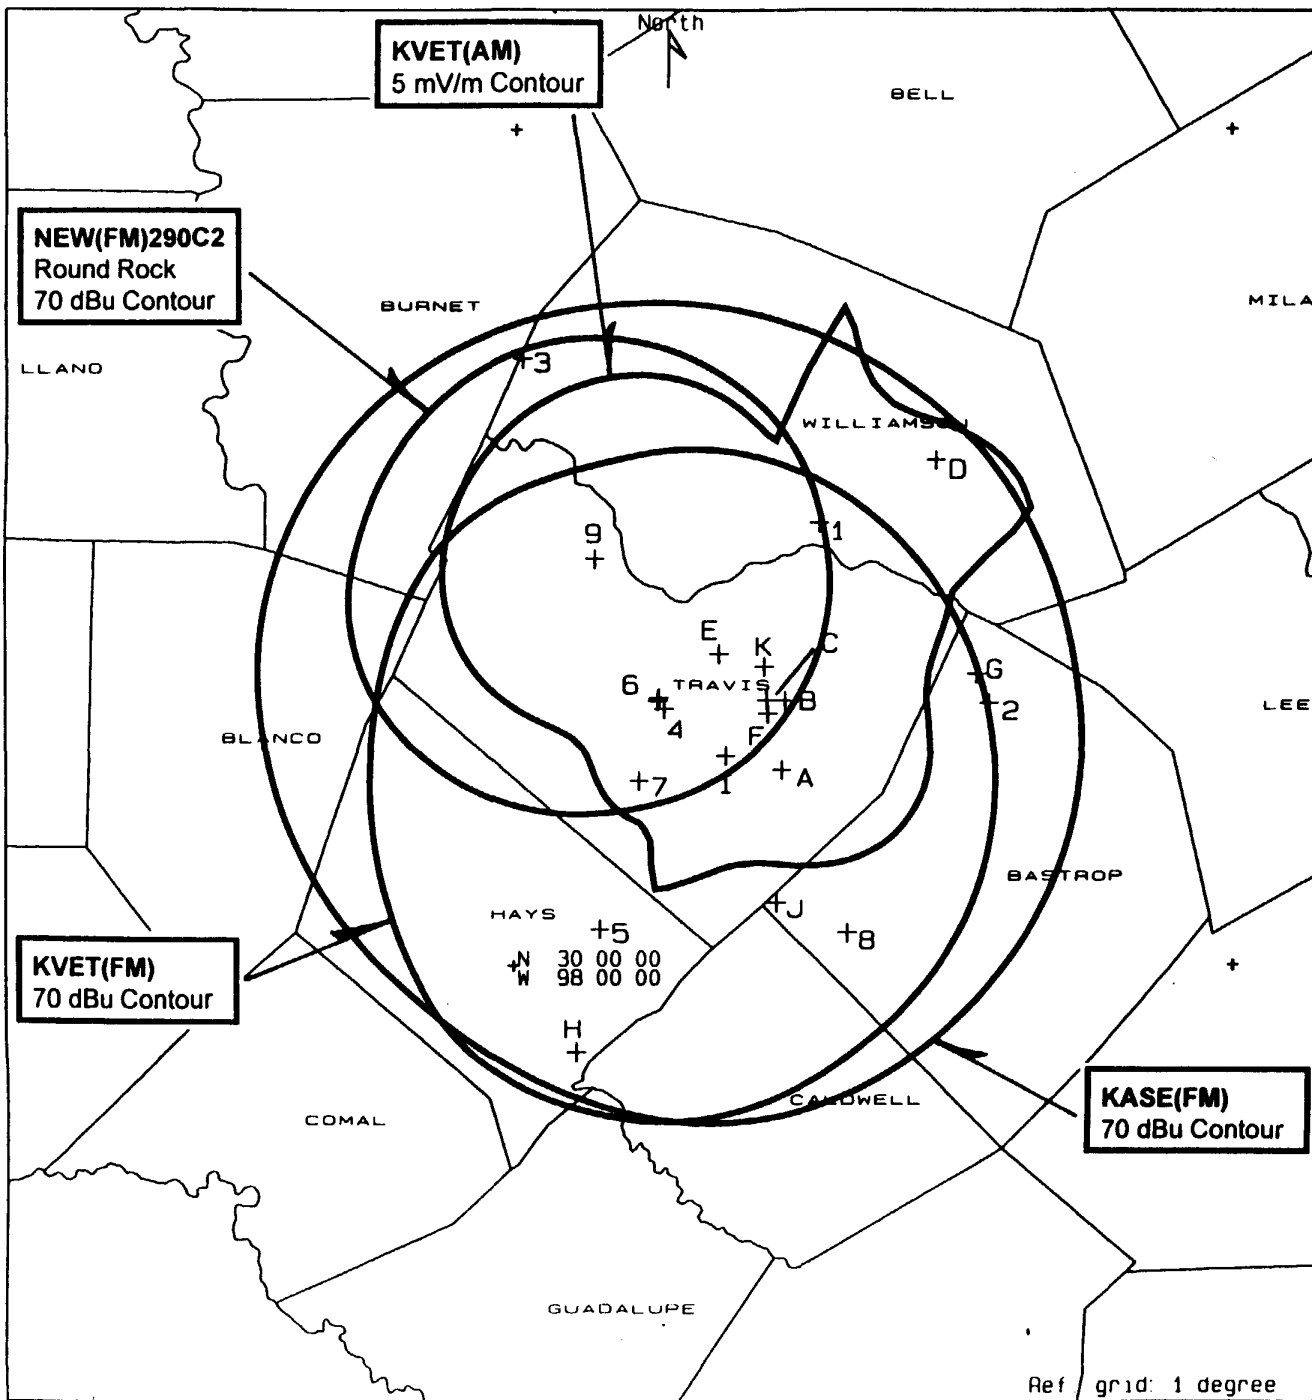 North
KVET(AM)
5 mV/m Contour
BELL
NEW(FM)290C2
Round Rock
70 dBu Contour
BURNET
MILA
LLANO
3
WILLIAMSON
D
9
1
E
K
C
6
TRAVIS
B
G
2
4
F
BLANCO
LEE
7
1
A
BASTROP
HAYS
J
5
8
N 30 00 00
W 98 00 00
KVET(FM)
70 dBu Contour
H
KASE(FM)
70 dBu Contour
CALDWELL
COMAL
GUADALUPE
Ref grid: 1 degree